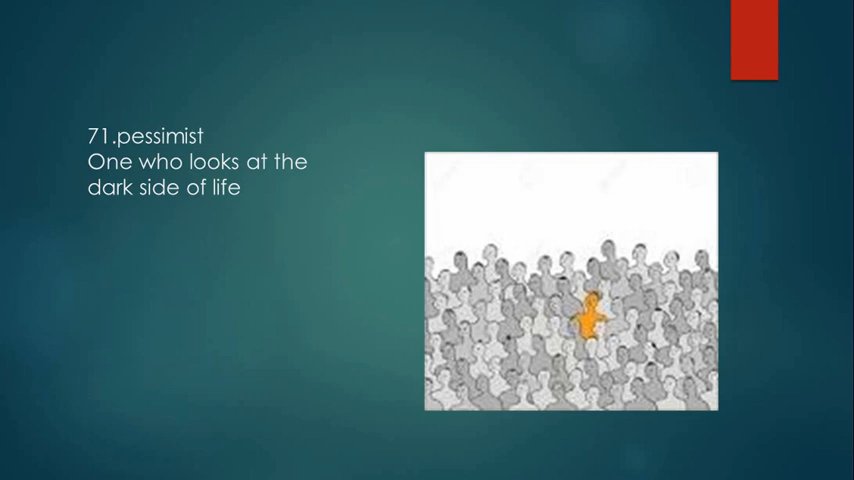 71.pessimist
One who looks at the
dark side of life